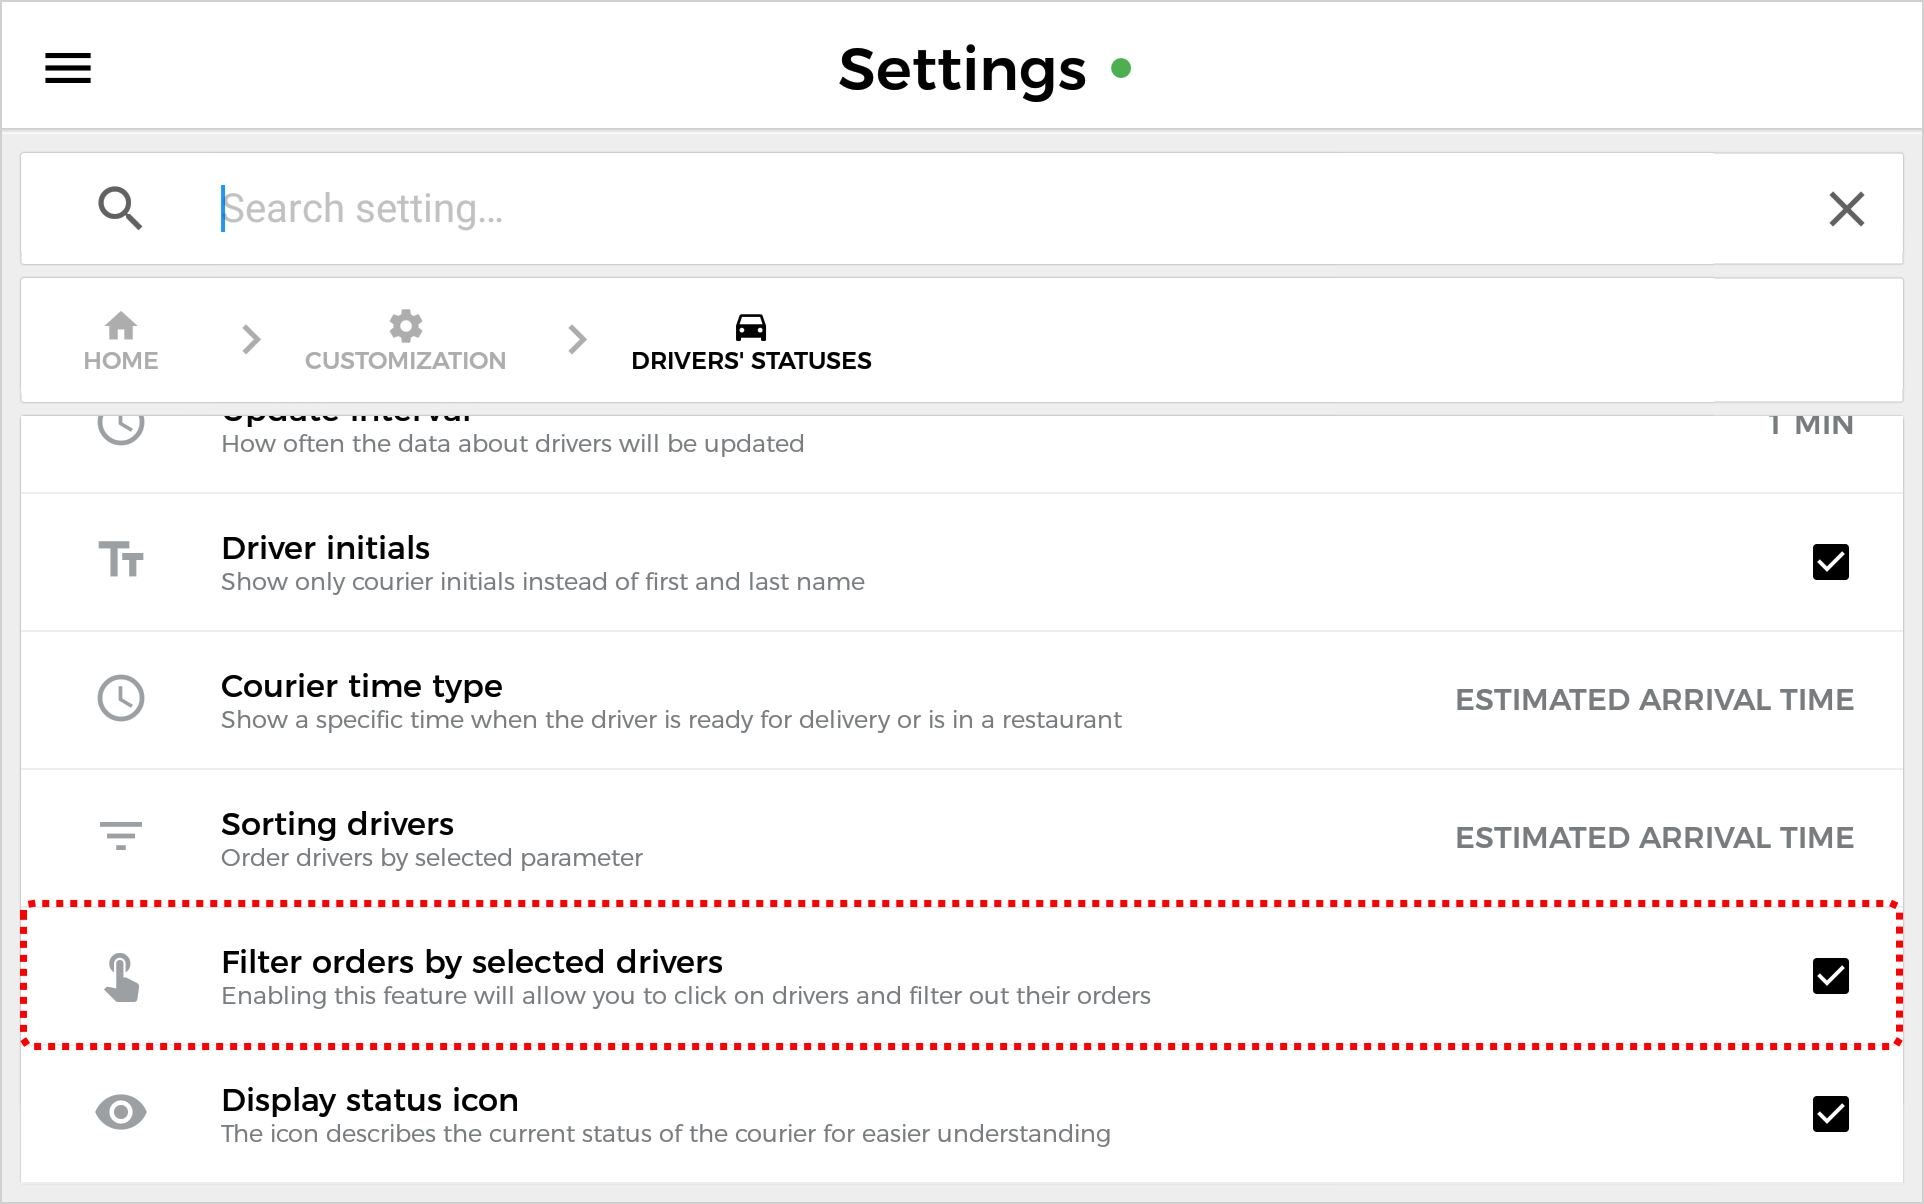 Settings
Search setting...
HOME
CUSTOMIZATION
DRIVERS' STATUSES
Update interval
1 MIN
How often the data about drivers will be updated
Driver initials
Show only courier initials instead of first and last name
Courier time type
Show a specific time when the driver is ready for delivery or is in a restaurant
ESTIMATED ARRIVAL TIME
Sorting drivers
Order drivers by selected parameter
ESTIMATED ARRIVAL TIME
Filter orders by selected drivers
Enabling this feature will allow you to click on drivers and filter out their orders
Display status icon
The icon describes the current status of the courier for easier understanding